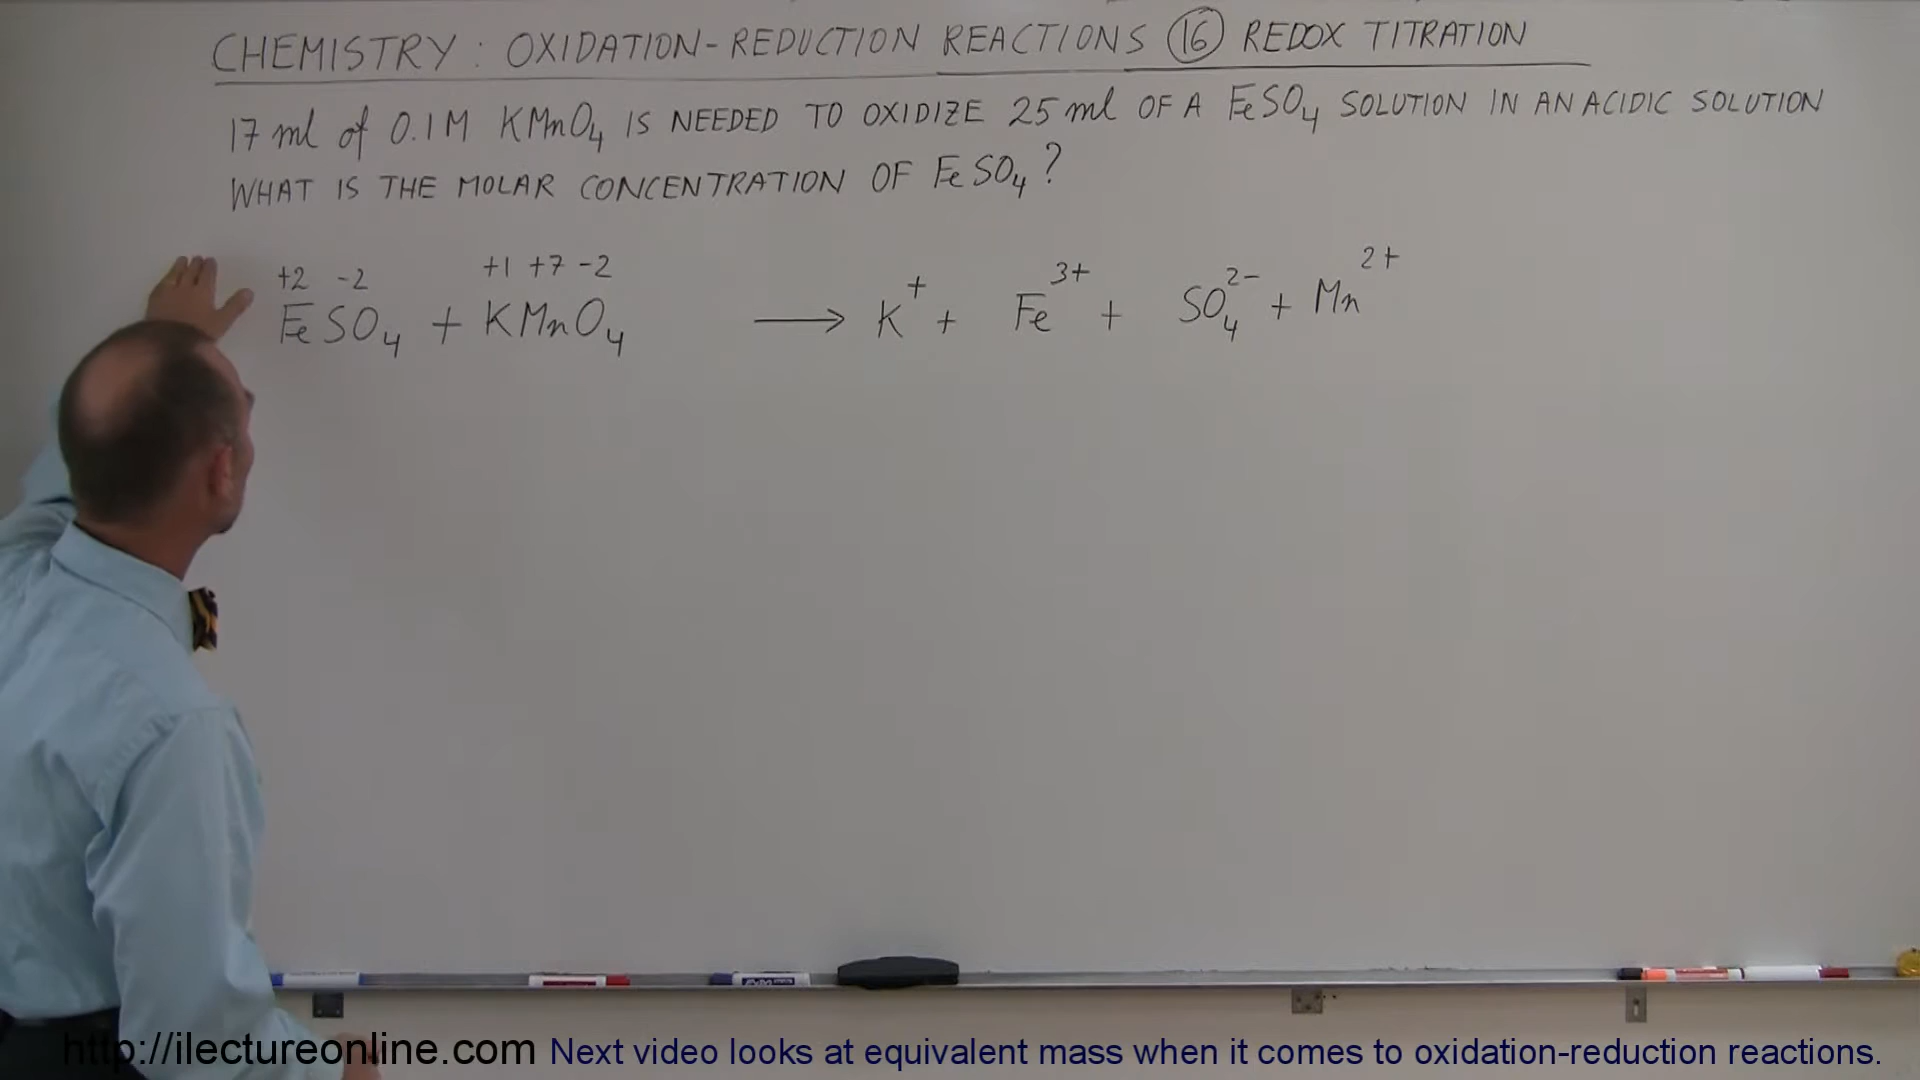 CHEMISTRY: OXIDATION-REDUCTION REACTIONS 16 REDOX TITRATION
17 ml of 0.1 M KMnO4 IS NEEDED TO OXIDIZE 25 ml OF A FeSO4 SOLUTION IN AN ACIDIC SOLUTION
WHAT IS THE MOLAR CONCENTRATION OF FeSO4?
+2 -2 +1 +7 -2
FeSO4 + KMnO4 → K+ + Fe3+ + SO4 2- + Mn2+
http://ilectureonline.com Next video looks at equivalent mass when it comes to oxidation-reduction reactions.